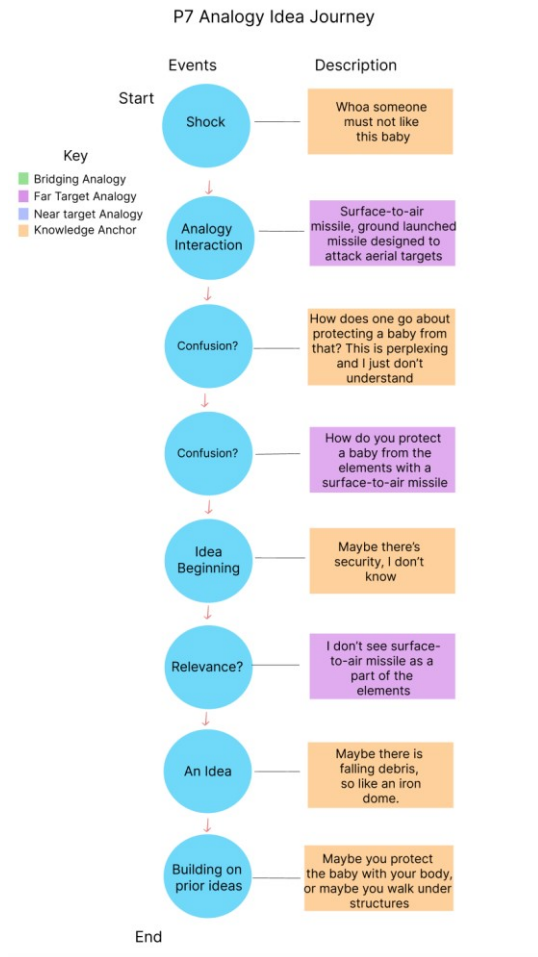 P7 Analogy Idea Journey
Events
Description
Start
Shock
Whoa someone
must not like
this baby
Key
Bridging Analogy
Far Target Analogy
Near target Analogy
Knowledge Anchor
Analogy
Interaction
Surface-to-air
missile, ground launched
missile designed to
attack aerial targets
Confusion?
How does one go about
protecting a baby from
that? This is perplexing
and I just don't
understand
Confusion?
How do you protect
a baby from the
elements with a
surface-to-air missile
Idea
Beginning
Maybe there's
security, I don't
know
Relevance?
I don't see surface-
to-air missile as a
part of the
elements
An Idea
Maybe there is
falling debris,
so like an iron
dome.
Building on
prior ideas
Maybe you protect
the baby with your body,
or maybe you walk under
structures
End